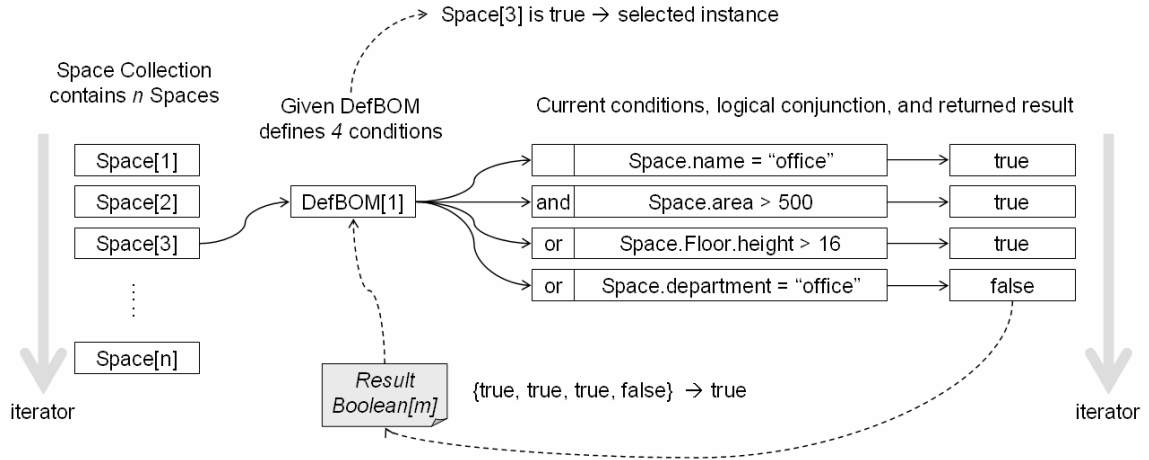 Space[3] is true → selected instance
Space Collection
contains n Spaces
Given DefBOM
defines 4 conditions
Current conditions, logical conjunction, and returned result
Space[1]
Space[2]
Space[3]
Space[n]
iterator
DefBOM[1]
Space.name = “office”
true
and
Space.area > 500
true
or
Space.Floor.height > 16
true
or
Space.department = “office”
false
Result
Boolean[m]
{true, true, true, false} → true
iterator